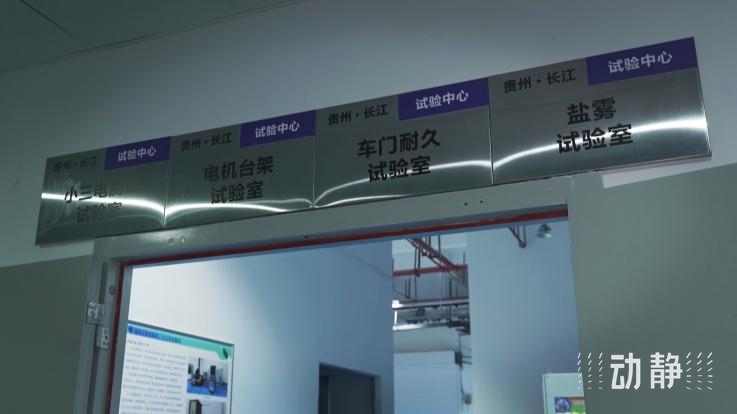 贵州·长江 试验中心
小三电测试
试验室
贵州·长江 试验中心
电机台架
试验室
贵州·长江 试验中心
车门耐久
试验室
贵州·长江 试验中心
盐雾
试验室
动静